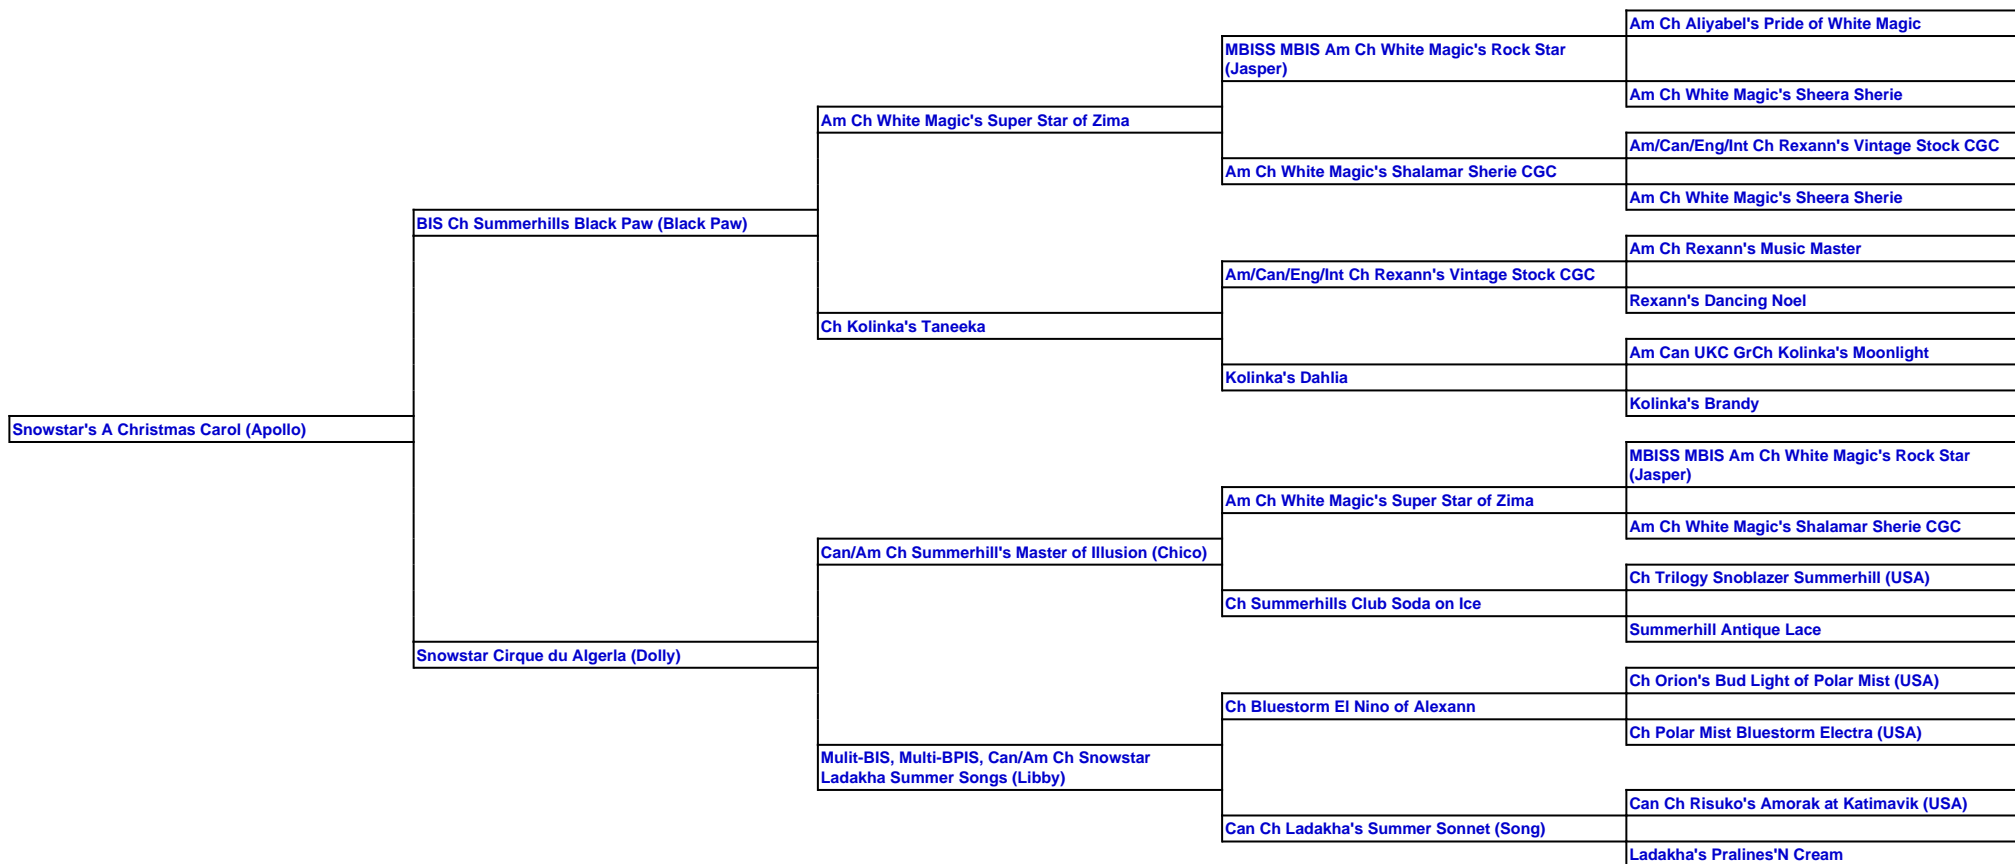 Am Ch Aliyabel's Pride of White Magic
MBISS MBIS Am Ch White Magic's Rock Star
(Jasper)
Am Ch White Magic's Sheera Sherie
Am Ch White Magic's Super Star of Zima
Am/Can/Eng/Int Ch Rexann's Vintage Stock CGC
Am Ch White Magic's Shalamar Sherie CGC
Am Ch White Magic's Sheera Sherie
BIS Ch Summerhills Black Paw (Black Paw)
Am Ch Rexann's Music Master
Am/Can/Eng/Int Ch Rexann's Vintage Stock CGC
Rexann's Dancing Noel
Ch Kolinka's Taneeka
Am Can UKC GrCh Kolinka's Moonlight
Kolinka's Dahlia
Kolinka's Brandy
Snowstar's A Christmas Carol (Apollo)
MBISS MBIS Am Ch White Magic's Rock Star
(Jasper)
Am Ch White Magic's Super Star of Zima
Am Ch White Magic's Shalamar Sherie CGC
Can/Am Ch Summerhill's Master of Illusion (Chico)
Ch Trilogy Snoblazer Summerhill (USA)
Ch Summerhills Club Soda on Ice
Summerhill Antique Lace
Snowstar Cirque du Algerla (Dolly)
Ch Orion's Bud Light of Polar Mist (USA)
Ch Bluestorm El Nino of Alexann
Ch Polar Mist Bluestorm Electra (USA)
Mulit-BIS, Multi-BPIS, Can/Am Ch Snowstar
Ladakha Summer Songs (Libby)
Can Ch Risuko's Amorak at Katimavik (USA)
Can Ch Ladakha's Summer Sonnet (Song)
Ladakha's Pralines'N Cream